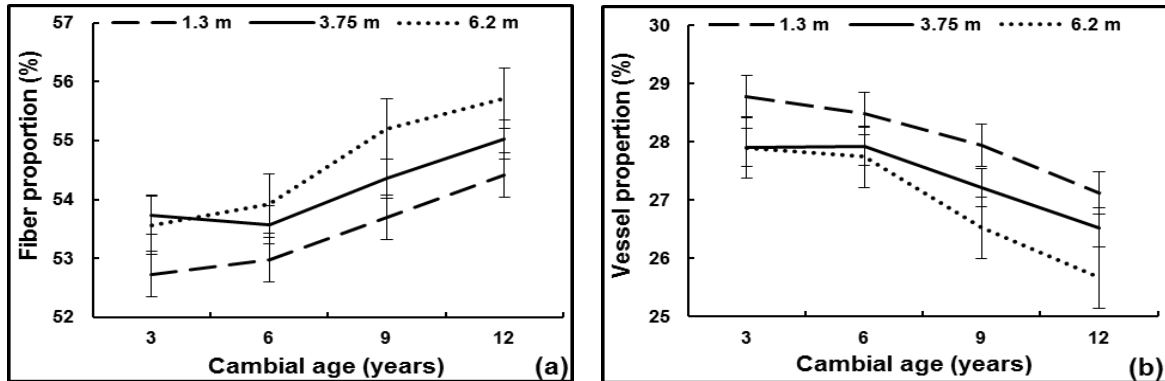 1.3 m 3.75 m 6.2 m
Fiber proportion (%)
57
56
55
54
53
52
3 6 9 12
Cambial age (years) (a)
1.3 m 3.75 m 6.2 m
Vessel propertion (%)
30
29
28
27
26
25
3 6 9 12
Cambial age (years) (b)